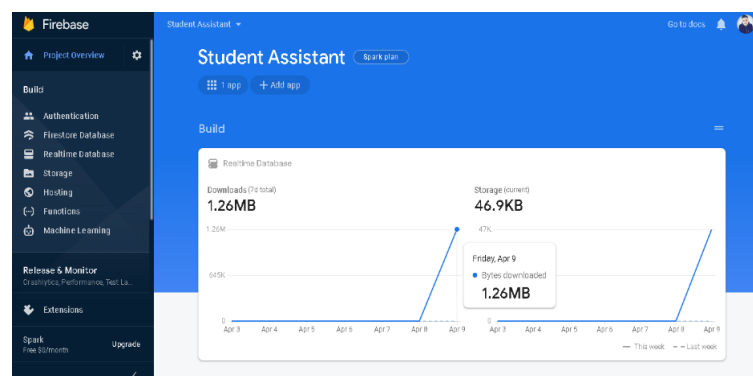 Firebase
Student Assistant
Go to docs
Project Overview
Student Assistant
Spark plan
1 app
+ Add app
Build
Authentication
Firestore Database
Realtime Database
Storage
Hosting
Functions
Machine Learning
Release & Monitor
Crashlytics, Performance, Test La...
Extensions
Spark
Free $0/month
Upgrade
Build
Realtime Database
Downloads (7d total)
1.26MB
1.26M
645K
0
Apr 3 Apr 4 Apr 5 Apr 6 Apr 7 Apr 8 Apr 9
Storage (current)
46.9KB
47K
0
Apr 3 Apr 4 Apr 5 Apr 6 Apr 7 Apr 8 Apr 9
Friday, Apr 9
Bytes downloaded
1.26MB
This week
Last week